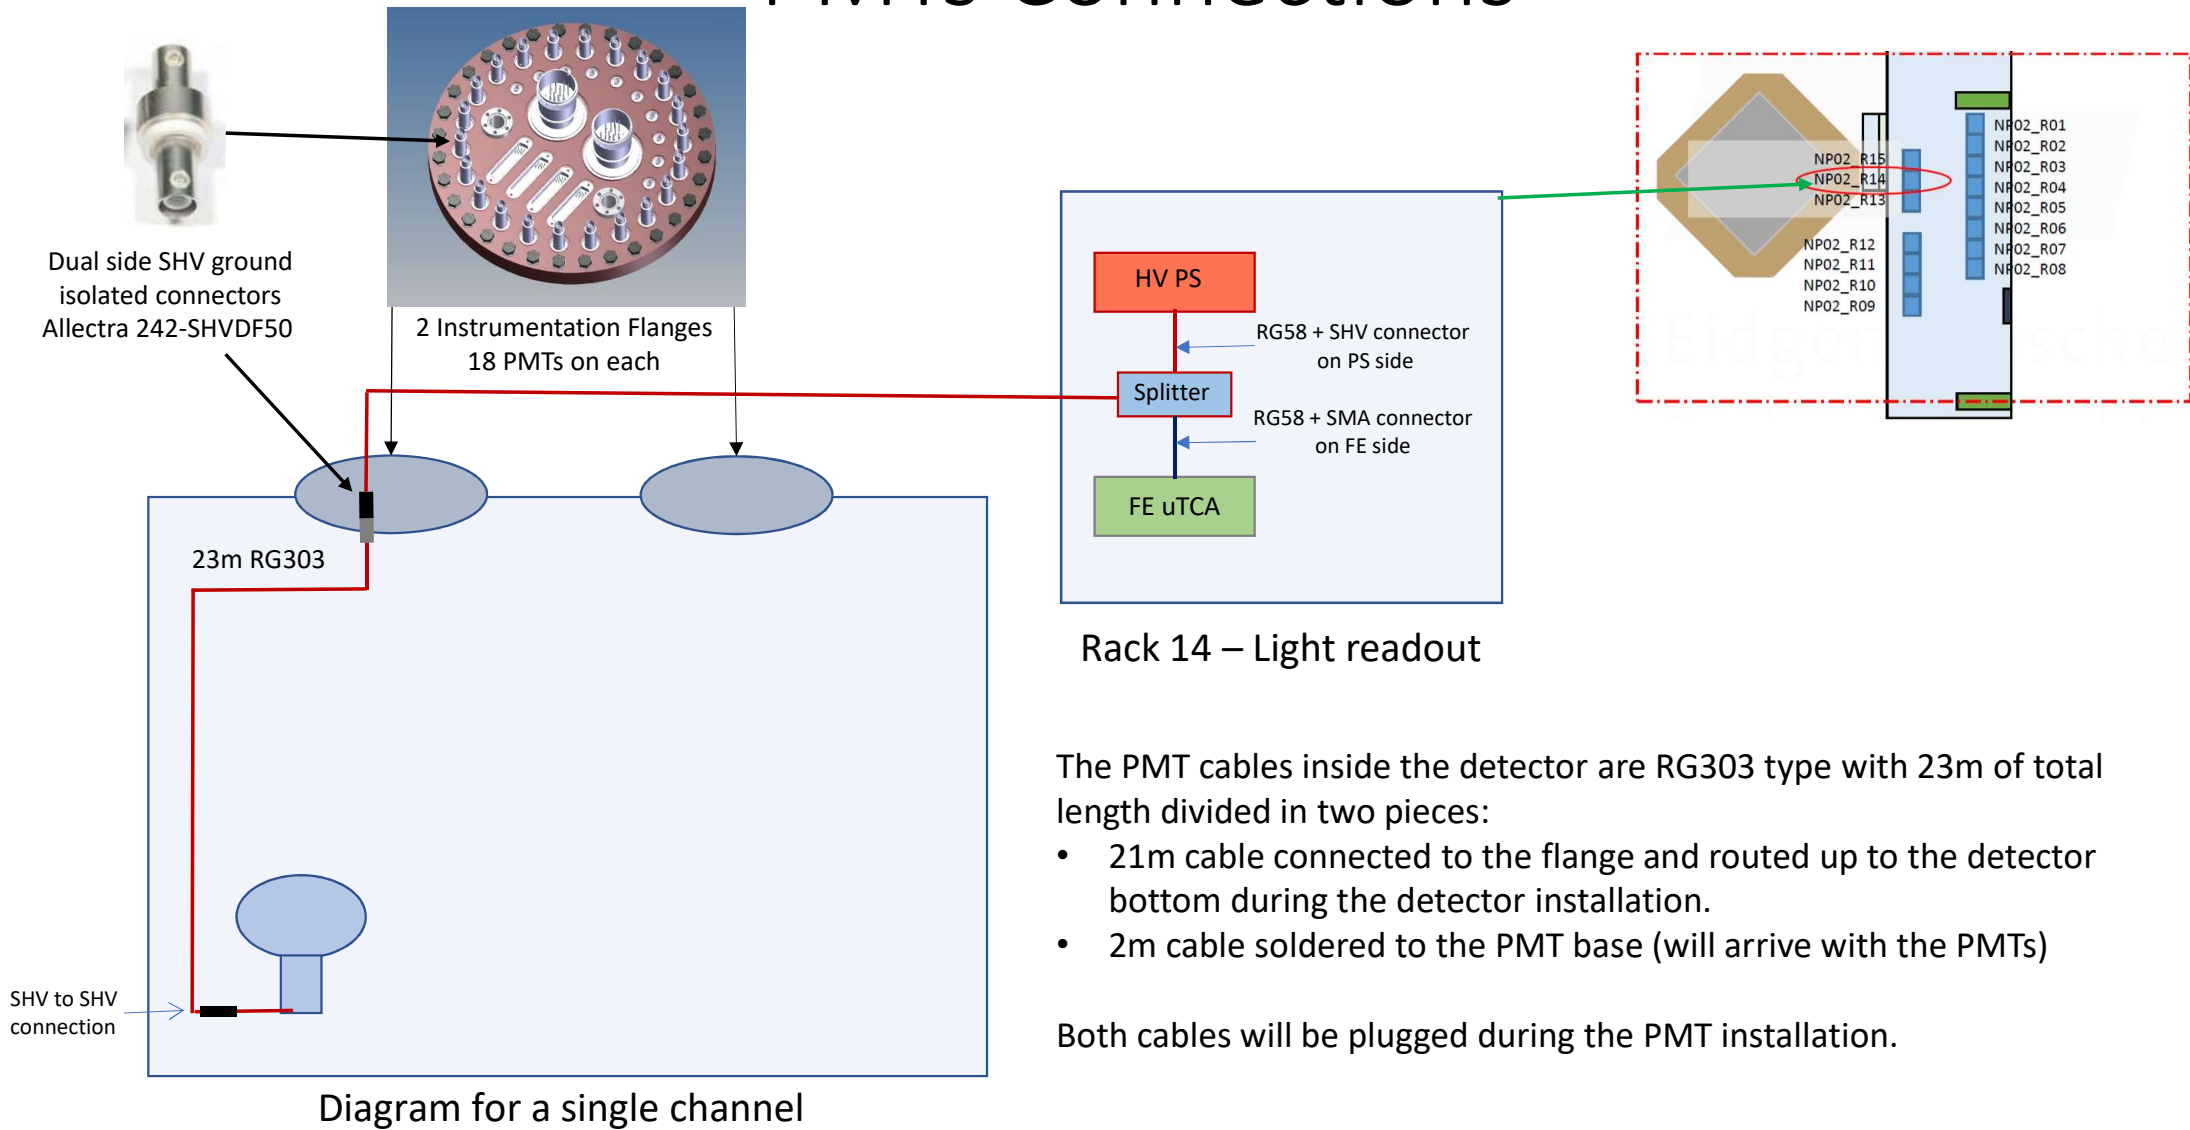 PMTs Connections
Dual side SHV ground
isolated connectors
Allectra 242-SHVDF50
2 Instrumentation Flanges
18 PMTs on each
23m RG303
SHV to SHV
connection
Diagram for a single channel
HV PS
RG58 + SHV connector
on PS side
Splitter
RG58 + SMA connector
on FE side
FE uTCA
Rack 14 – Light readout
NP02_R15
NP02_R14
NP02_R13
NP02_R12
NP02_R11
NP02_R10
NP02_R09
NP02_R01
NP02_R02
NP02_R03
NP02_R04
NP02_R05
NP02_R06
NP02_R07
NP02_R08
The PMT cables inside the detector are RG303 type with 23m of total
length divided in two pieces:
• 21m cable connected to the flange and routed up to the detector
bottom during the detector installation.
• 2m cable soldered to the PMT base (will arrive with the PMTs)
Both cables will be plugged during the PMT installation.